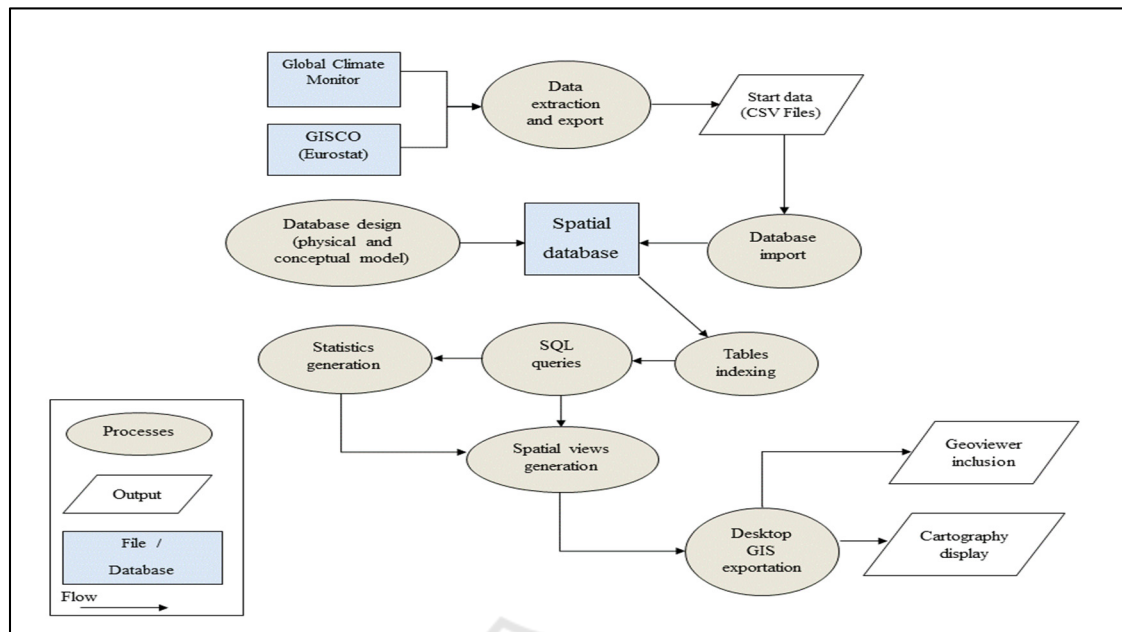 Global Climate
Monitor
GISCO
(Eurostat)
Data
extraction
and export
Start data
(CSV Files)
Database design
(physical and
conceptual model)
Spatial
database
Database
import
Statistics
generation
SQL
queries
Tables
indexing
Spatial views
generation
Desktop
GIS
exportation
Geoviewer
inclusion
Cartography
display
Processes
Output
File /
Database
Flow